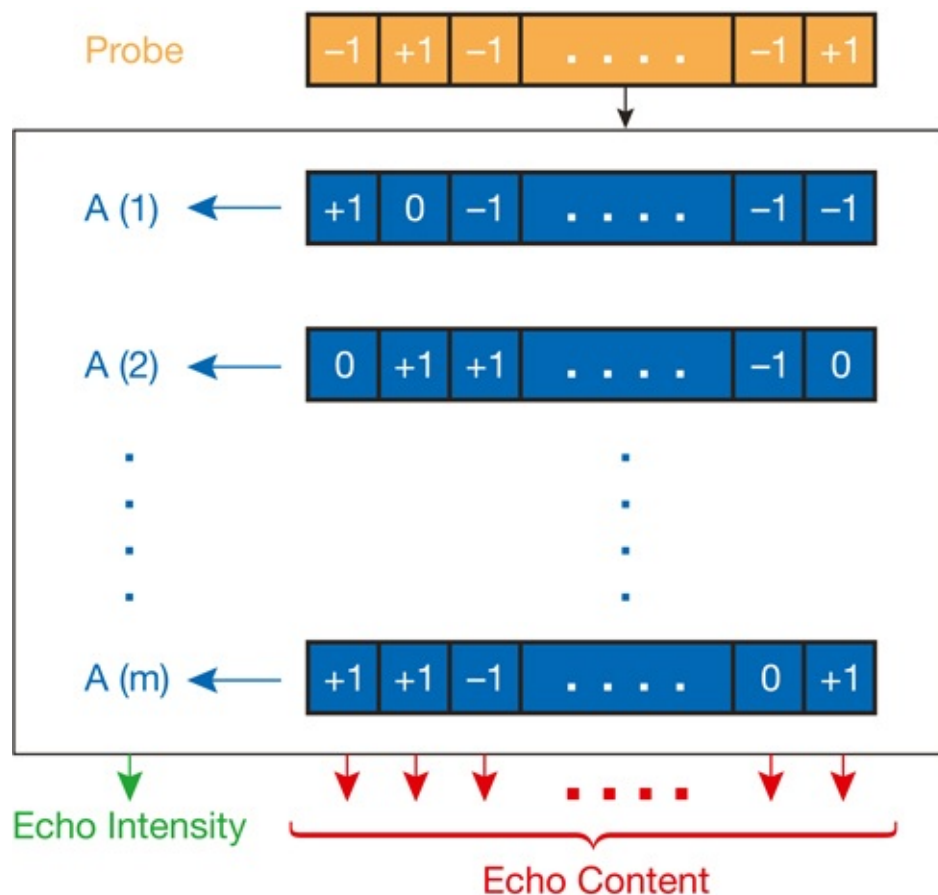 Probe –1 +1 –1 . . . . –1 +1
A (1) +1 0 –1 . . . . –1 –1
A (2) 0 +1 +1 . . . . –1 0
A (m) +1 +1 –1 . . . . 0 +1
Echo Intensity
Echo Content